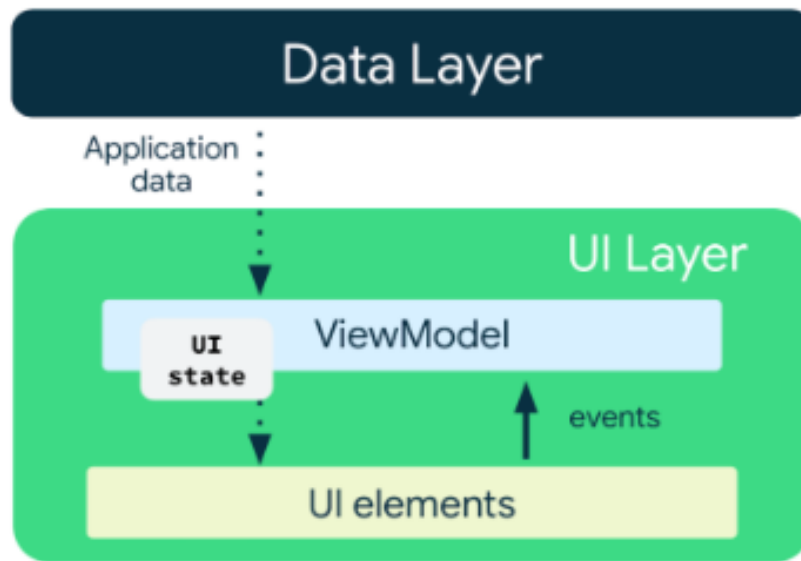 Data Layer
Application
data
UI Layer
ViewModel
UI
state
events
UI elements